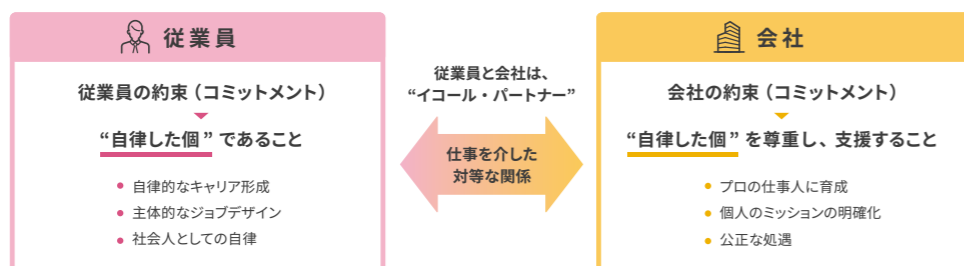 従業員
従業員の約束(コミットメント)
“自律した個 ” であること
• 自律的なキャリア形成
• 主体的なジョブデザイン
• 社会人としての自律
従業員と会社は、
“イコール・パートナー”
仕事を介した
対等な関係
会社
会社の約束(コミットメント)
“自律した個 ” を尊重し、支援すること
• プロの仕事人に育成
• 個人のミッションの明確化
• 公正な処遇